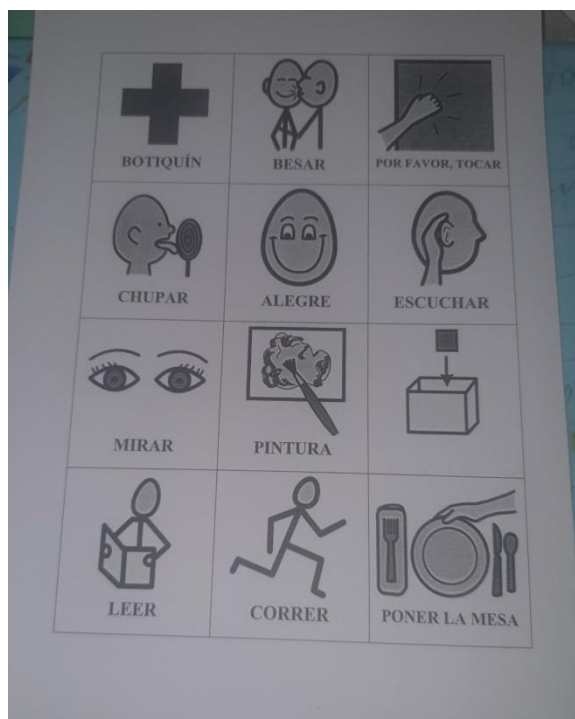 BOTIQUÍN
BESAR
POR FAVOR, TOCAR
CHUPAR
ALEGRE
ESCUCHAR
MIRAR
PINTURA
LEER
CORRER
PONER LA MESA